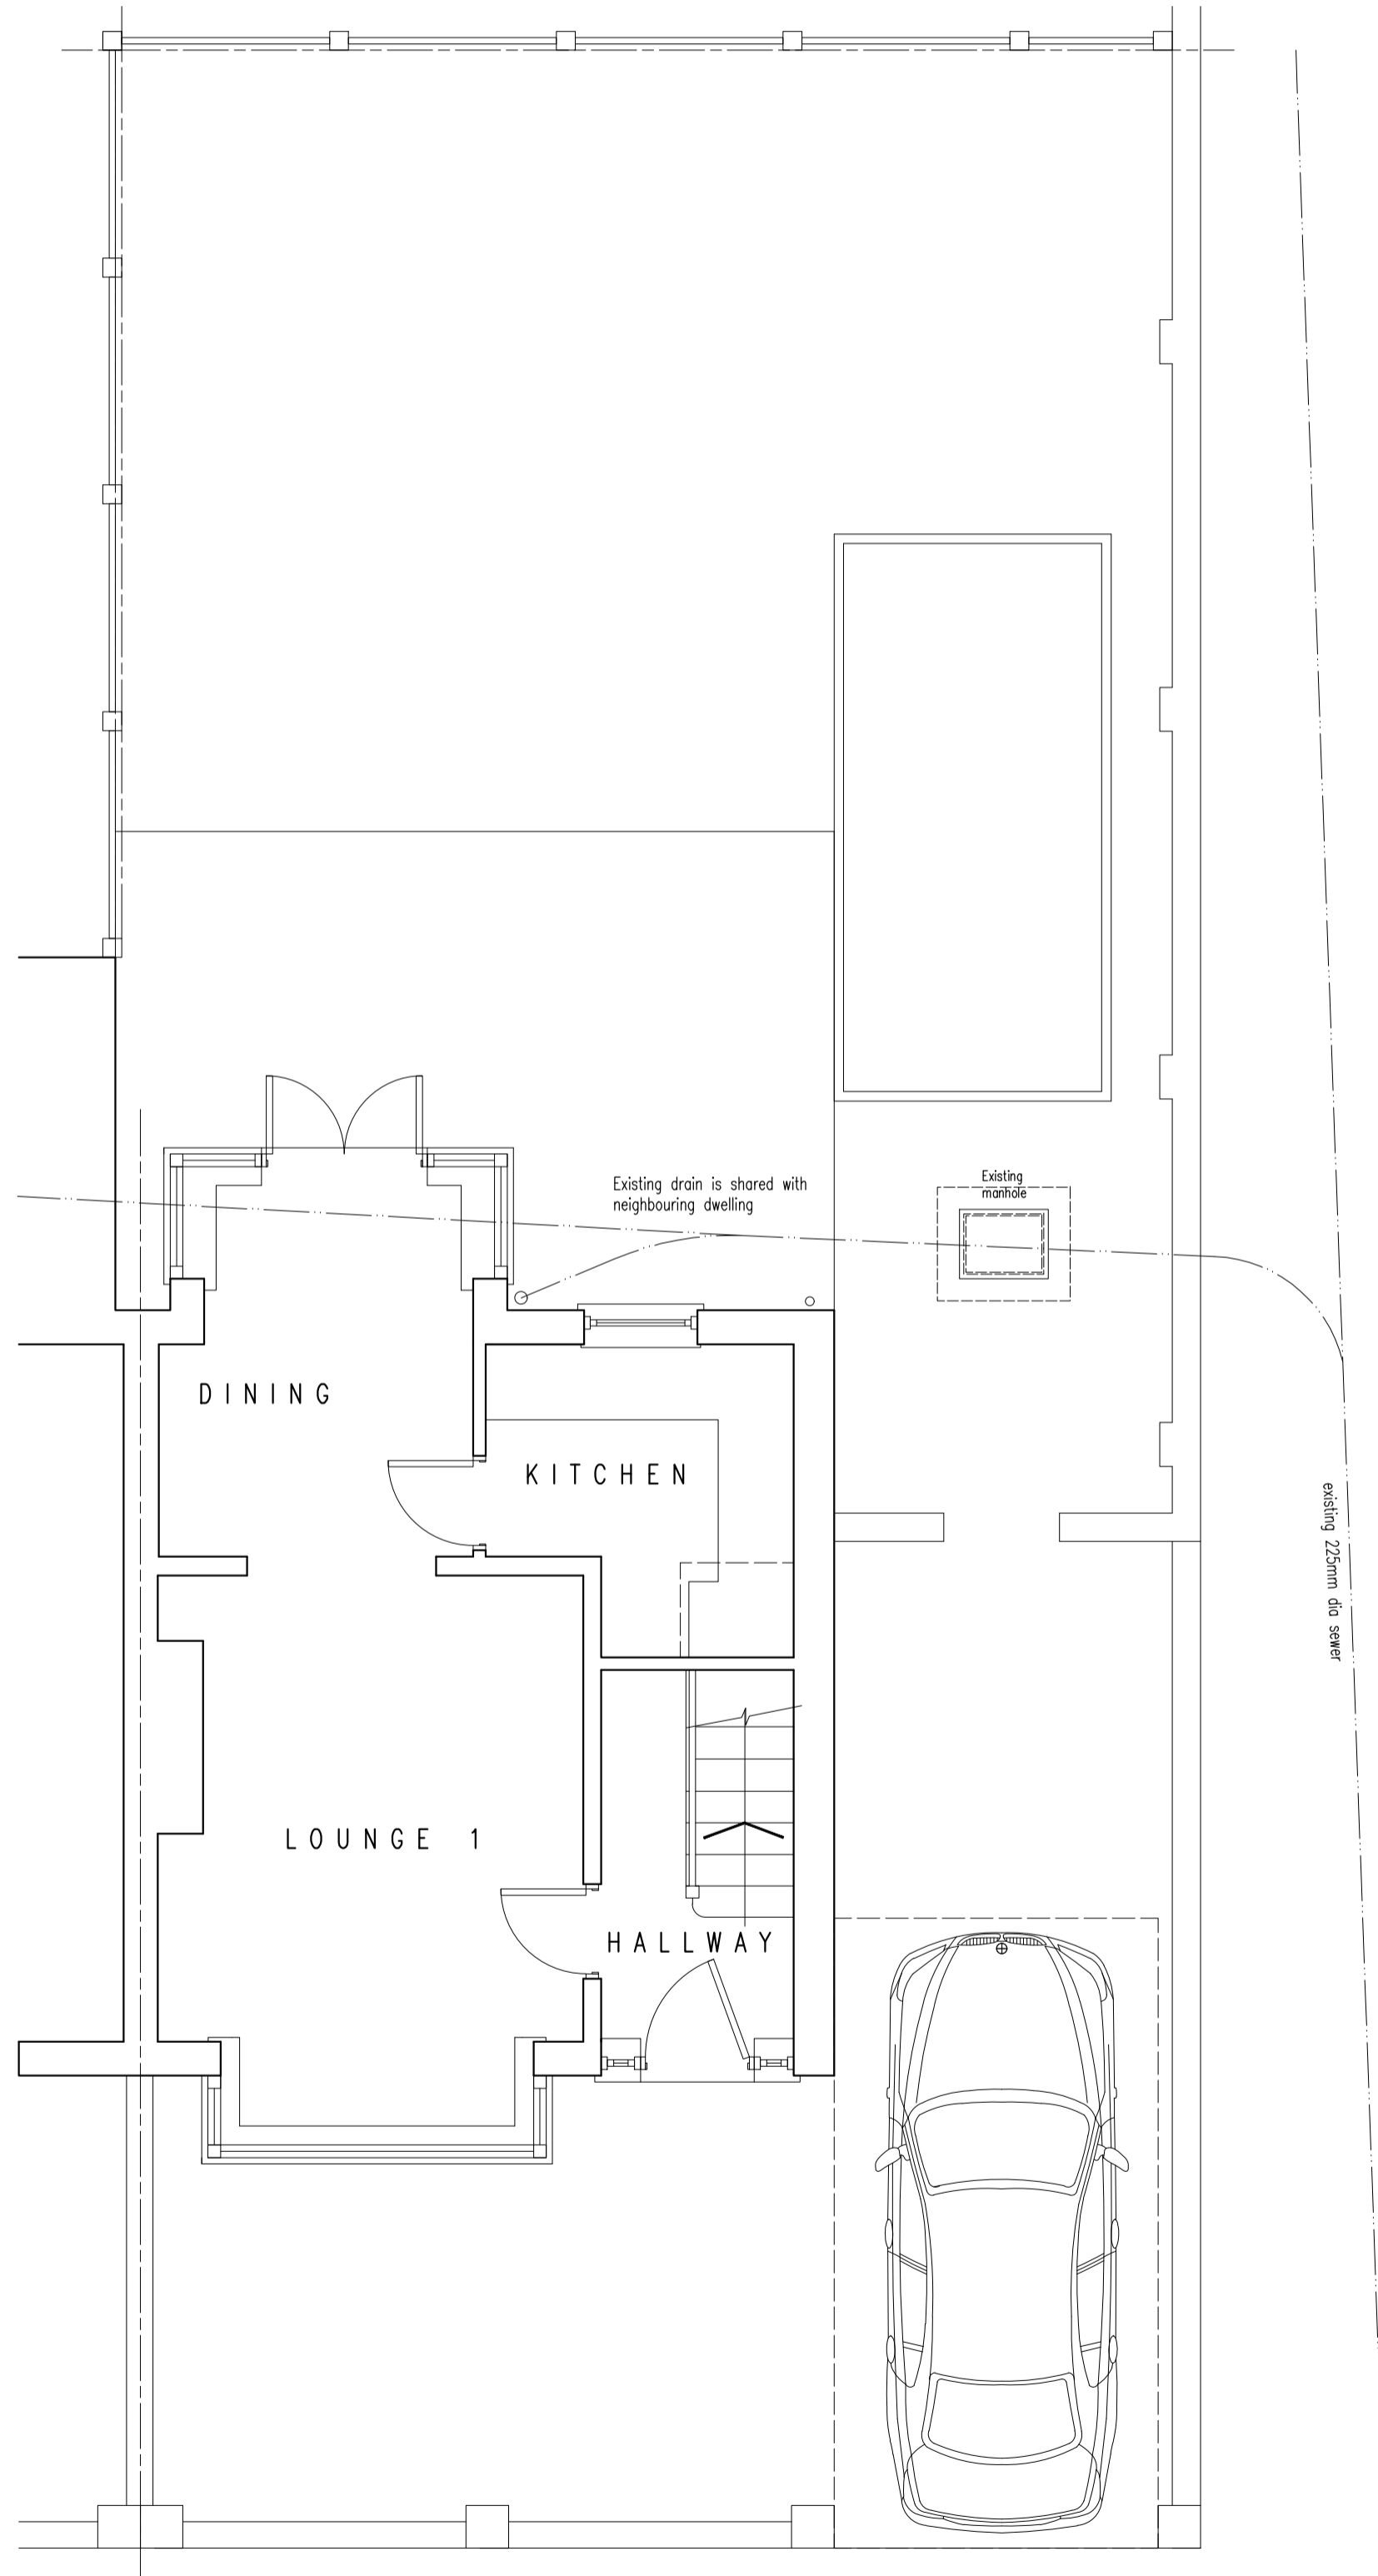 Existing drain is shared with
neighbouring dwelling
Existing
manhole
DINING
KITCHEN
existing 225mm dia sewer
LOUNGE 1
HALLWAY